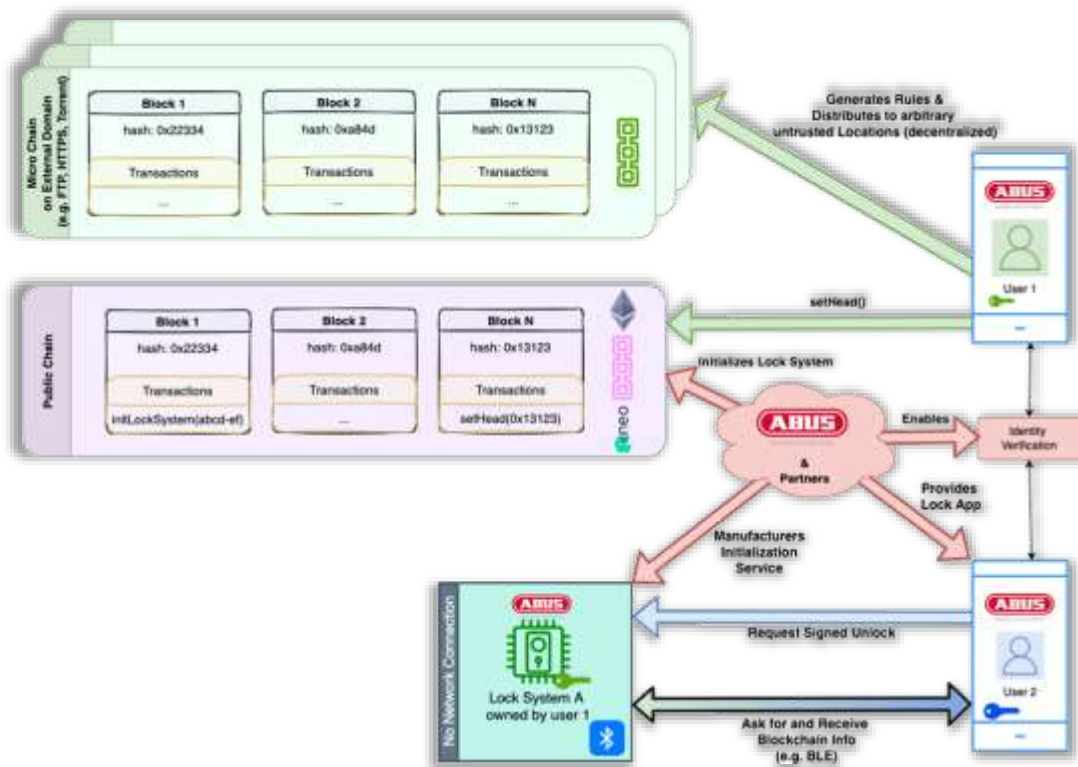 Micro Chain
on External Domain
(e.g. FTP, HTTPS, Torrent)
Block 1
hash: 0x22334
Transactions
...
Block 2
hash: 0xa84d
Transactions
...
Block N
hash: 0x13123
Transactions
...
Generates Rules &
Distributes to arbitrary
untrusted Locations (decentralized)
ABUS
User 1
...
setHead()
Public Chain
Block 1
hash: 0x22334
Transactions
initLockSystem(abcd-ef)
Block 2
hash: 0xa84d
Transactions
...
Block N
hash: 0x13123
Transactions
setHead(0x13123)
neo
Initializes Lock System
ABUS
&
Partners
Enables
Identity
Verification
Provides
Lock App
Manufacturers
Initialization
Service
No Network Connection
ABUS
Lock System A
owned by user 1
Request Signed Unlock
Ask for and Receive
Blockchain Info
(e.g. BLE)
ABUS
User 2
...